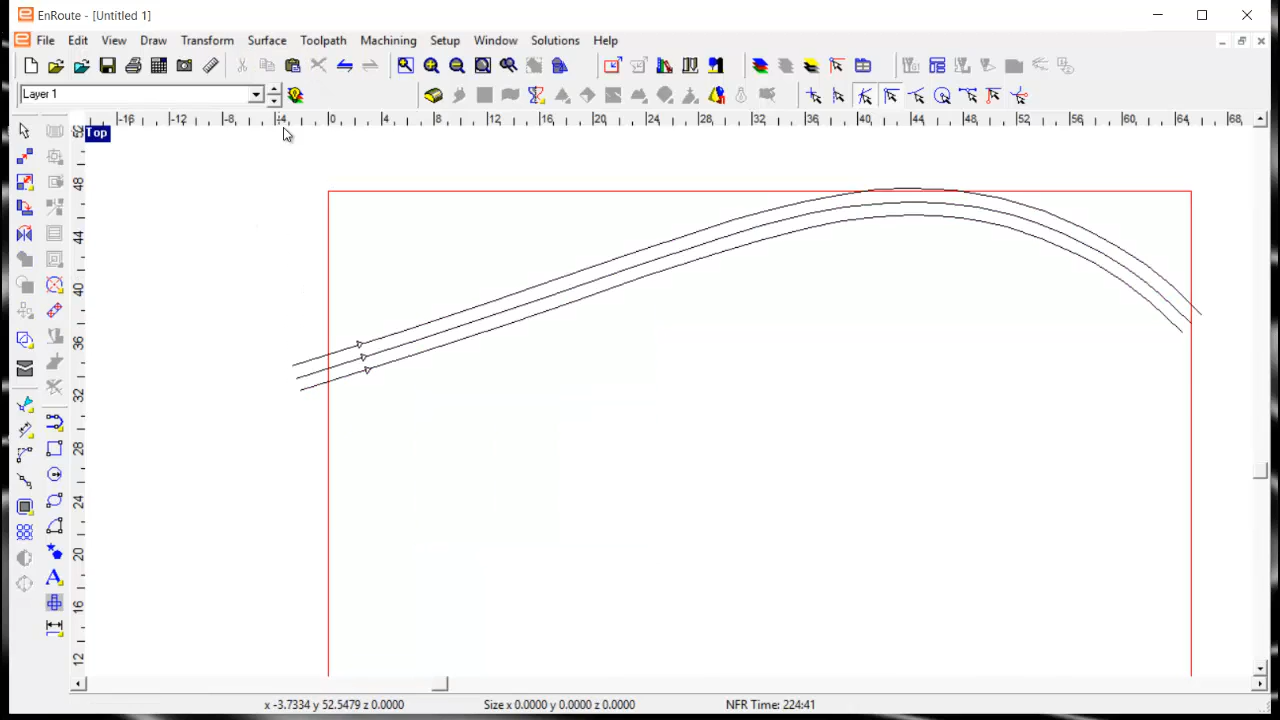 EnRoute - [Untitled 1]
File Edit View Draw Transform Surface Toolpath Machining Setup Window Solutions Help
Layer 1
-16 -12 -8 -4 0 4 8 12 16 20 24 28 32 36 40 44 48 52 56 60 64 68
Top
48
44
40
36
32
28
24
20
16
12
x -3.7334 y 52.5479 z 0.0000 Size x 0.0000 y 0.0000 z 0.0000 NFR Time: 224:41